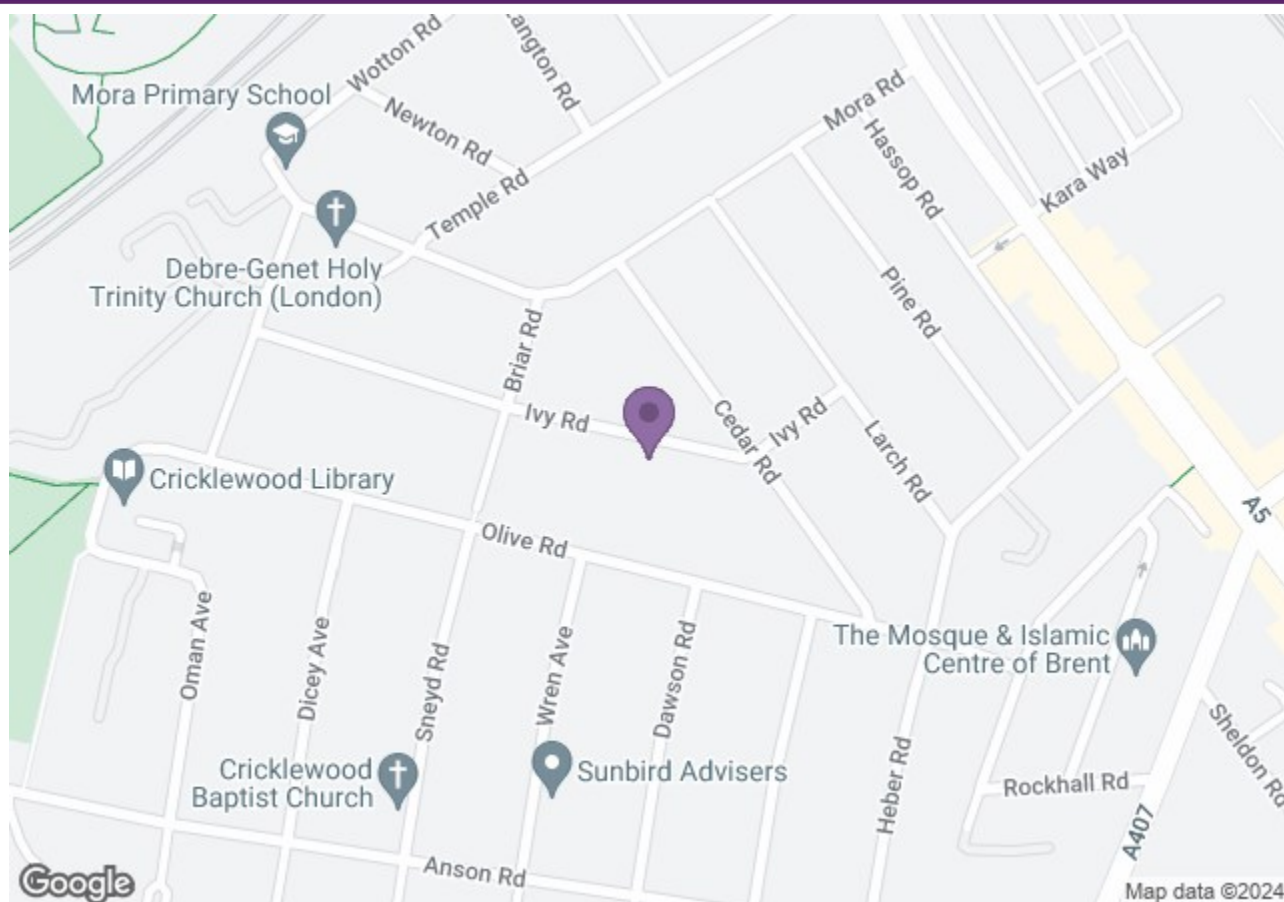 Wotton Rd
Langton Rd
Mora Primary School
Newton Rd
Mora Rd
Hassop Rd
Kara Way
Temple Rd
Debre-Genet Holy
Trinity Church (London)
Pine Rd
Briar Rd
Ivy Rd
Cedar Rd
Ivy Rd
Larch Rd
Cricklewood Library
A5
Olive Rd
The Mosque & Islamic
Centre of Brent
Oman Ave
Dicey Ave
Sneyd Rd
Wren Ave
Dawson Rd
Sheldon Rd
Cricklewood
Baptist Church
Sunbird Advisers
Heber Rd
Rockhall Rd
A407
Anson Rd
Google
Map data ©2024